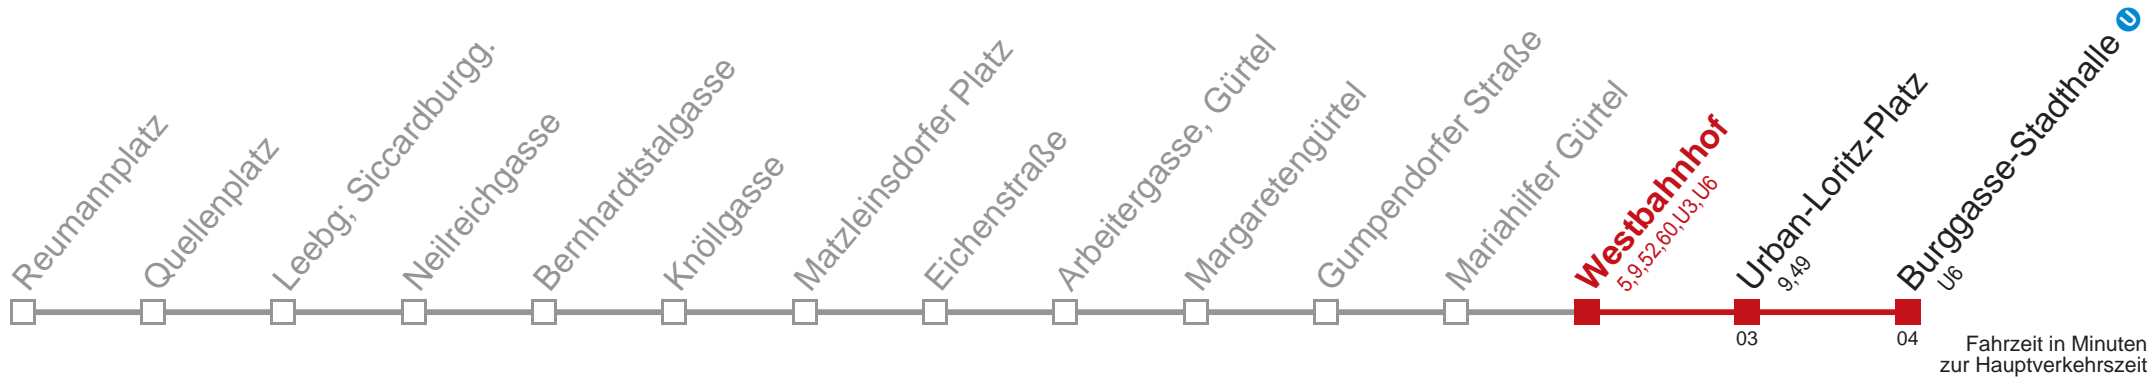 Reumannplatz
Quellenplatz
Leebg; Siccardburgg.
Neilreichgasse
Bernhardtstalgasse
Knöllgasse
Matzleinsdorfer Platz
Eichenstraße
Arbeitergasse, Gürtel
Margaretengürtel
Gumpendorfer Straße
Mariahilfer Gürtel
Westbahnhof
5,9,52,60,U3,U6
Urban-Loritz-Platz
9,49
Burggasse-Stadthalle U
U6
03
04
Fahrzeit in Minuten
zur Hauptverkehrszeit